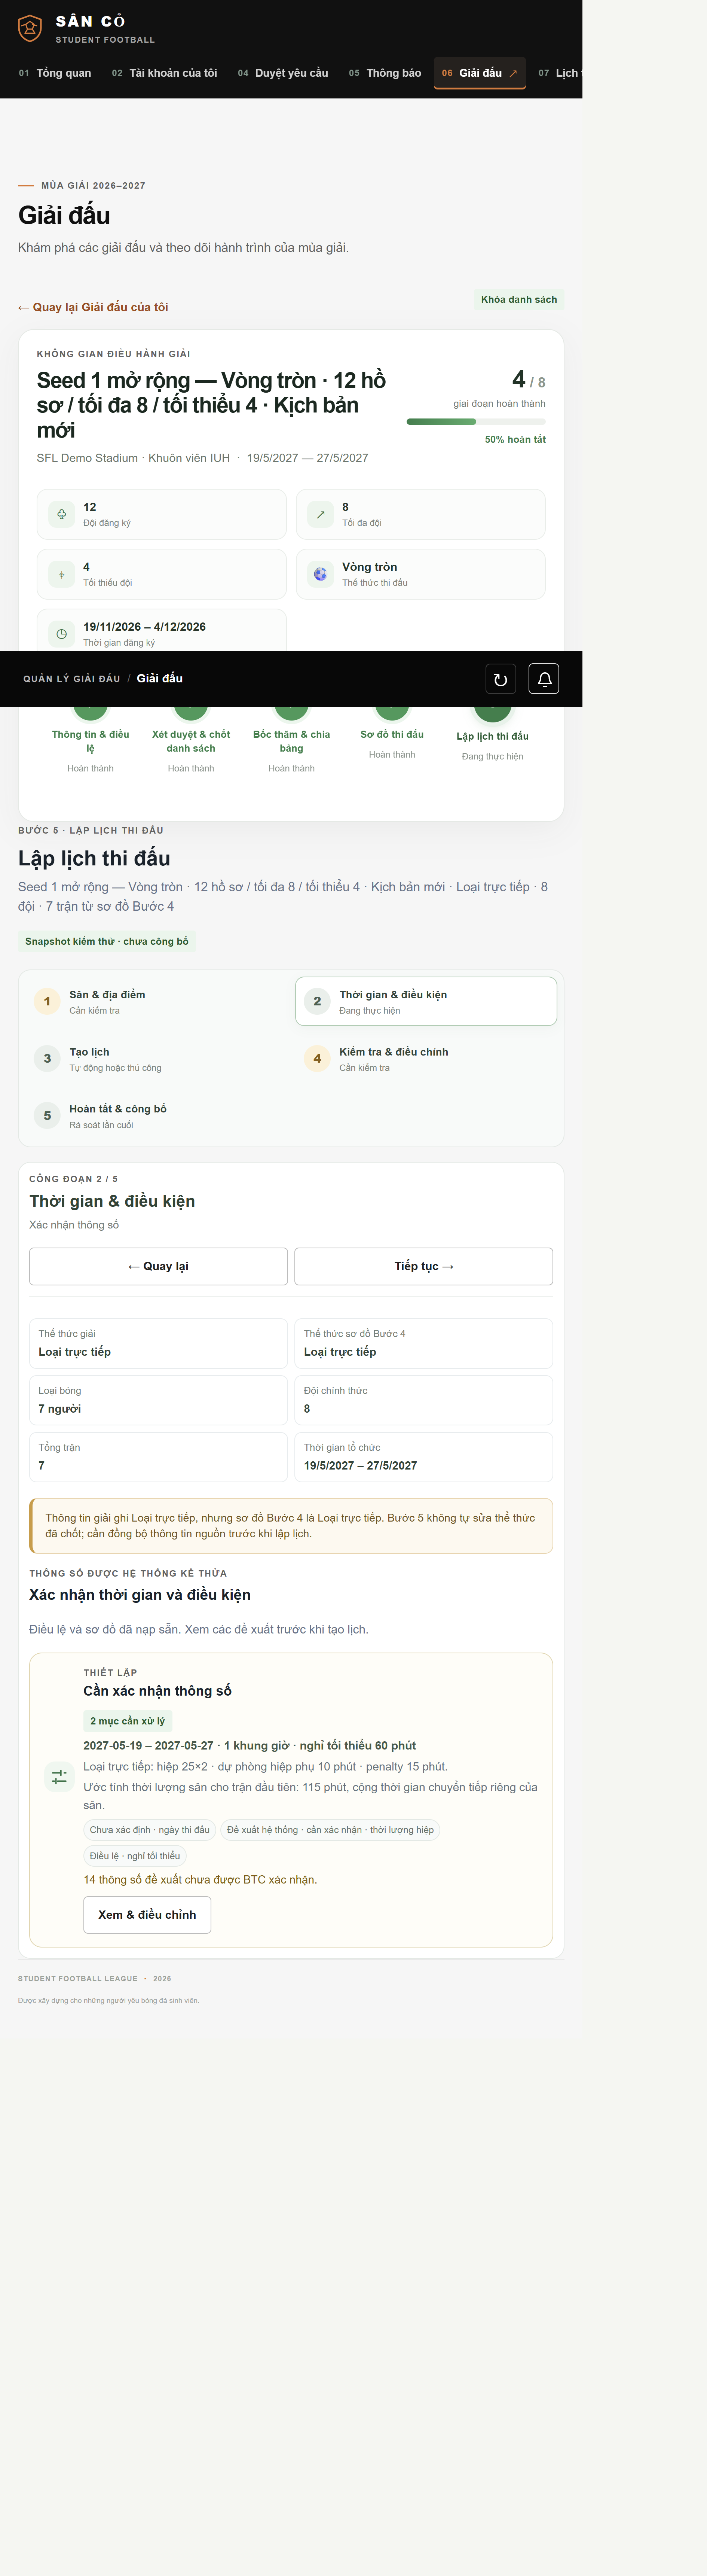 SÂN CỎ
STUDENT FOOTBALL
01 Tổng quan
02 Tài khoản của tôi
04 Duyệt yêu cầu
05 Thông báo
06 Giải đấu ↗
07 Lịch
MÙA GIẢI 2026–2027
Giải đấu
Khám phá các giải đấu và theo dõi hành trình của mùa giải.
← Quay lại Giải đấu của tôi
Khóa danh sách
KHÔNG GIAN ĐIỀU HÀNH GIẢI
Seed 1 mở rộng — Vòng tròn · 12 hồ
sơ / tối đa 8 / tối thiểu 4 · Kịch bản
mới
SFL Demo Stadium · Khuôn viên IUH · 19/5/2027 — 27/5/2027
4 / 8
giai đoạn hoàn thành
50% hoàn tất
12
Đội đăng ký
8
Tối đa đội
4
Tối thiểu đội
Vòng tròn
Thể thức thi đấu
19/11/2026 – 4/12/2026
Thời gian đăng ký
QUẢN LÝ GIẢI ĐẤU / Giải đấu
Thông tin & điều
lệ
Hoàn thành
Xét duyệt & chốt
danh sách
Hoàn thành
Bốc thăm & chia
bảng
Hoàn thành
Sơ đồ thi đấu
Hoàn thành
Lập lịch thi đấu
Đang thực hiện
BƯỚC 5 · LẬP LỊCH THI ĐẤU
Lập lịch thi đấu
Seed 1 mở rộng — Vòng tròn · 12 hồ sơ / tối đa 8 / tối thiểu 4 · Kịch bản mới · Loại trực tiếp · 8
đội · 7 trận từ sơ đồ Bước 4
Snapshot kiểm thử · chưa công bố
1
Sân & địa điểm
Cần kiểm tra
2
Thời gian & điều kiện
Đang thực hiện
3
Tạo lịch
Tự động hoặc thủ công
4
Kiểm tra & điều chỉnh
Cần kiểm tra
5
Hoàn tất & công bố
Rà soát lần cuối
CÔNG ĐOẠN 2 / 5
Thời gian & điều kiện
Xác nhận thông số
← Quay lại
Tiếp tục →
Thể thức giải
Loại trực tiếp
Thể thức sơ đồ Bước 4
Loại trực tiếp
Loại bóng
7 người
Đội chính thức
8
Tổng trận
7
Thời gian tổ chức
19/5/2027 – 27/5/2027
Thông tin giải ghi Loại trực tiếp, nhưng sơ đồ Bước 4 là Loại trực tiếp. Bước 5 không tự sửa thể thức
đã chốt; cần đồng bộ thông tin nguồn trước khi lập lịch.
THÔNG SỐ ĐƯỢC HỆ THỐNG KẾ THỪA
Xác nhận thời gian và điều kiện
Điều lệ và sơ đồ đã nạp sẵn. Xem các đề xuất trước khi tạo lịch.
THIẾT LẬP
Cần xác nhận thông số
2 mục cần xử lý
2027-05-19 – 2027-05-27 · 1 khung giờ · nghỉ tối thiểu 60 phút
Loại trực tiếp: hiệp 25×2 · dự phòng hiệp phụ 10 phút · penalty 15 phút.
Ước tính thời lượng sân cho trận đầu tiên: 115 phút, cộng thời gian chuyển tiếp riêng của
sân.
Chưa xác định · ngày thi đấu
Đề xuất hệ thống · cần xác nhận · thời lượng hiệp
Điều lệ · nghỉ tối thiểu
14 thông số đề xuất chưa được BTC xác nhận.
Xem & điều chỉnh
STUDENT FOOTBALL LEAGUE • 2026
Được xây dựng cho những người yêu bóng đá sinh viên.